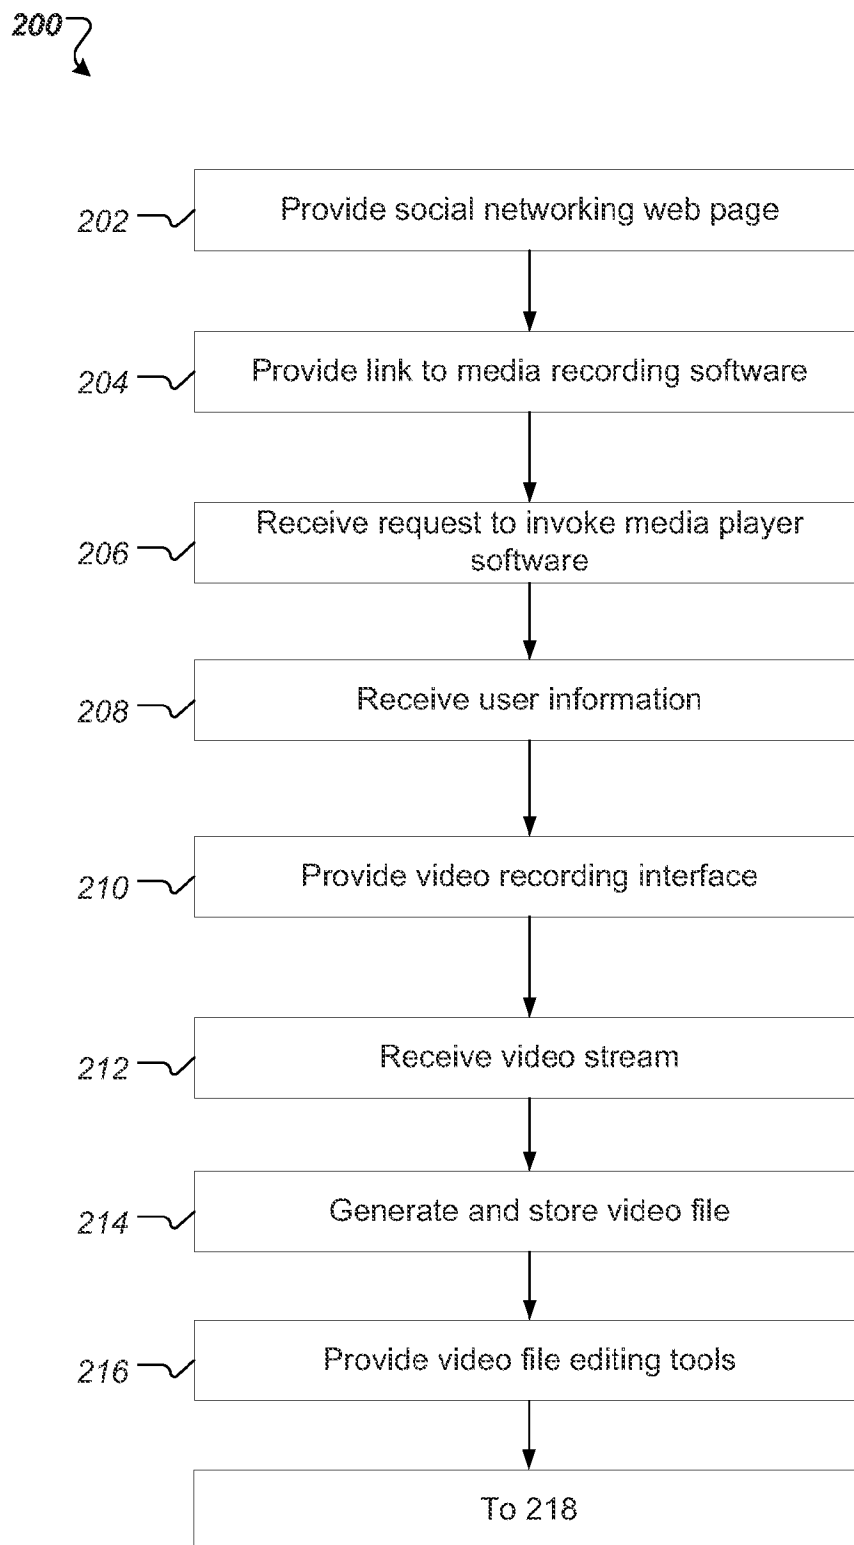 200
202
Provide social networking web page
204
Provide link to media recording software
206
Receive request to invoke media player
software
208
Receive user information
210
Provide video recording interface
212
Receive video stream
214
Generate and store video file
216
Provide video file editing tools
To 218